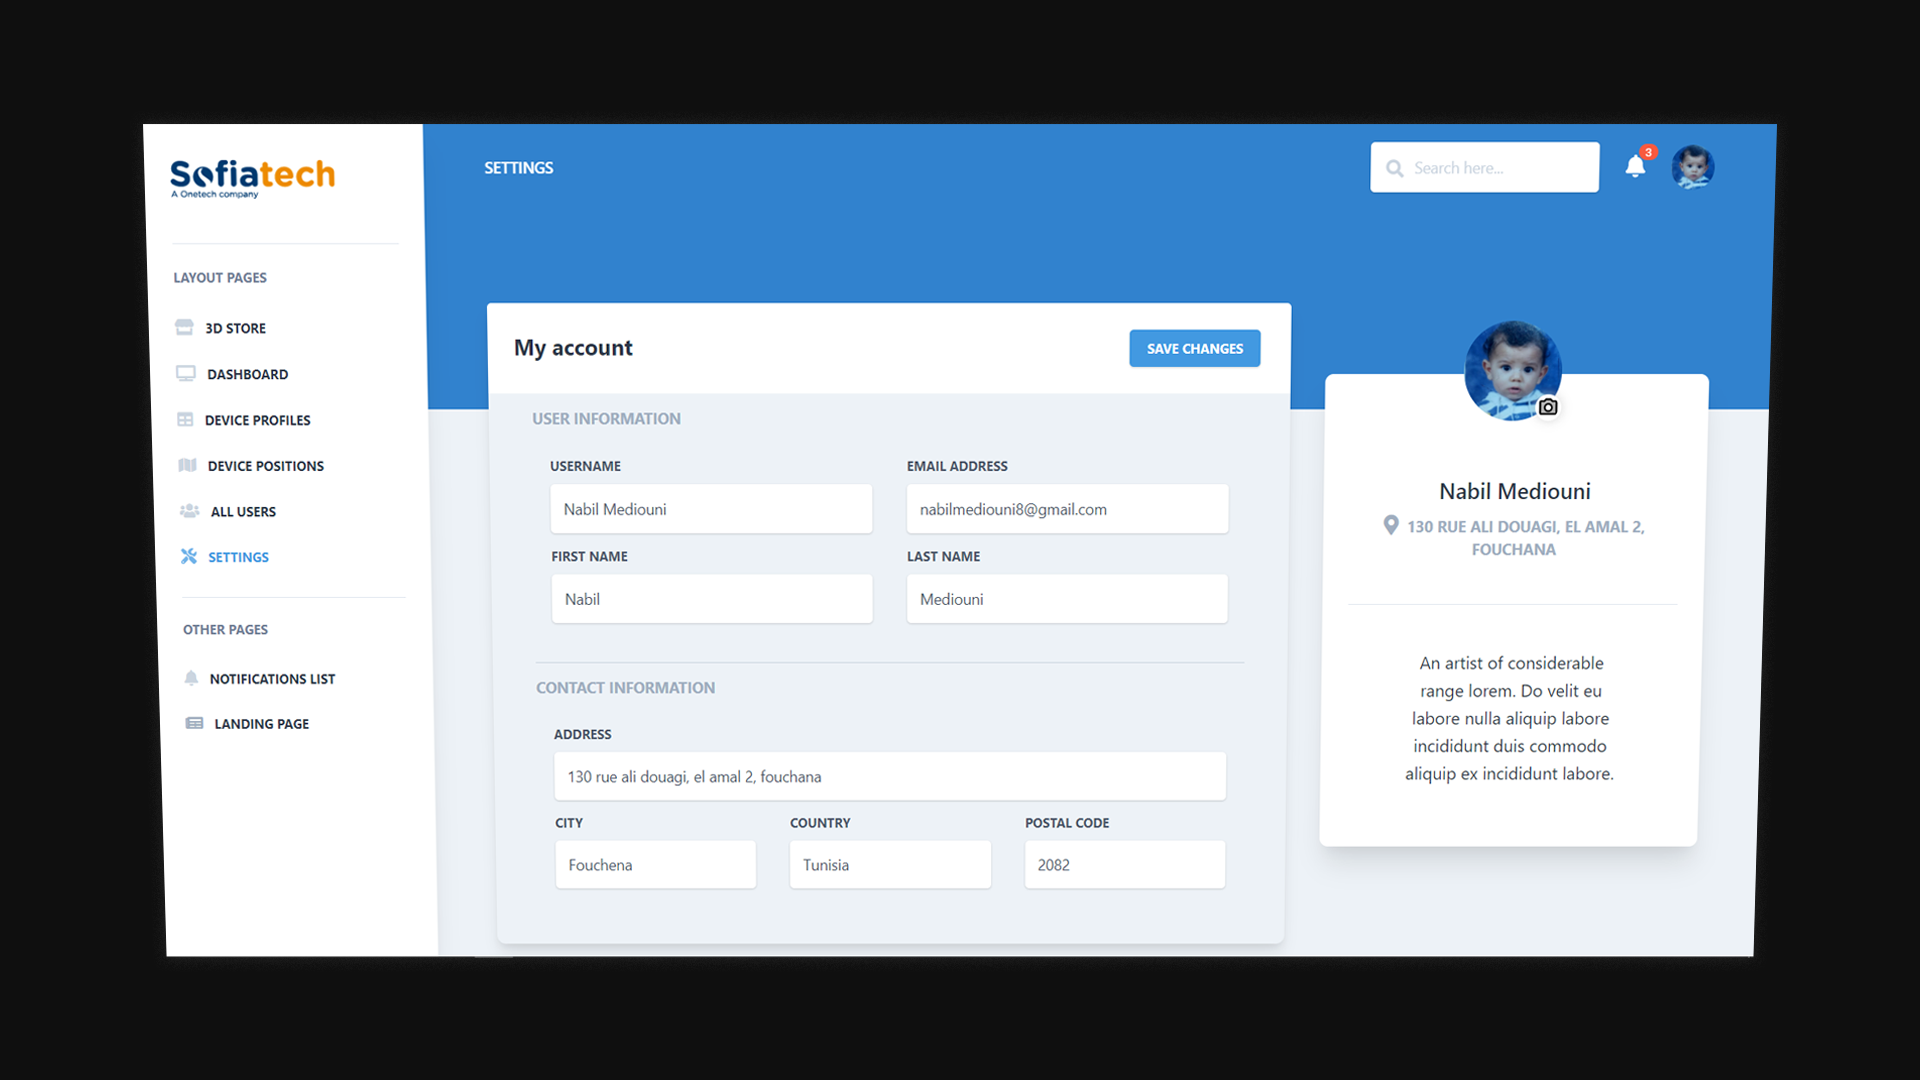 Sofiatech
A Onetech company
LAYOUT PAGES
3D STORE
DASHBOARD
DEVICE PROFILES
DEVICE POSITIONS
ALL USERS
SETTINGS
OTHER PAGES
NOTIFICATIONS LIST
LANDING PAGE
SETTINGS
Search here...
3
My account
SAVE CHANGES
USER INFORMATION
USERNAME
EMAIL ADDRESS
Nabil Mediouni
nabilmediouni8@gmail.com
FIRST NAME
LAST NAME
Nabil
Mediouni
CONTACT INFORMATION
ADDRESS
130 rue ali douagi, el amal 2, fouchana
CITY
COUNTRY
POSTAL CODE
Fouchena
Tunisia
2082
Nabil Mediouni
130 RUE ALI DOUAGI, EL AMAL 2,
FOUCHANA
An artist of considerable
range lorem. Do velit eu
labore nulla aliquip labore
incididunt duis commodo
aliquip ex incididunt labore.